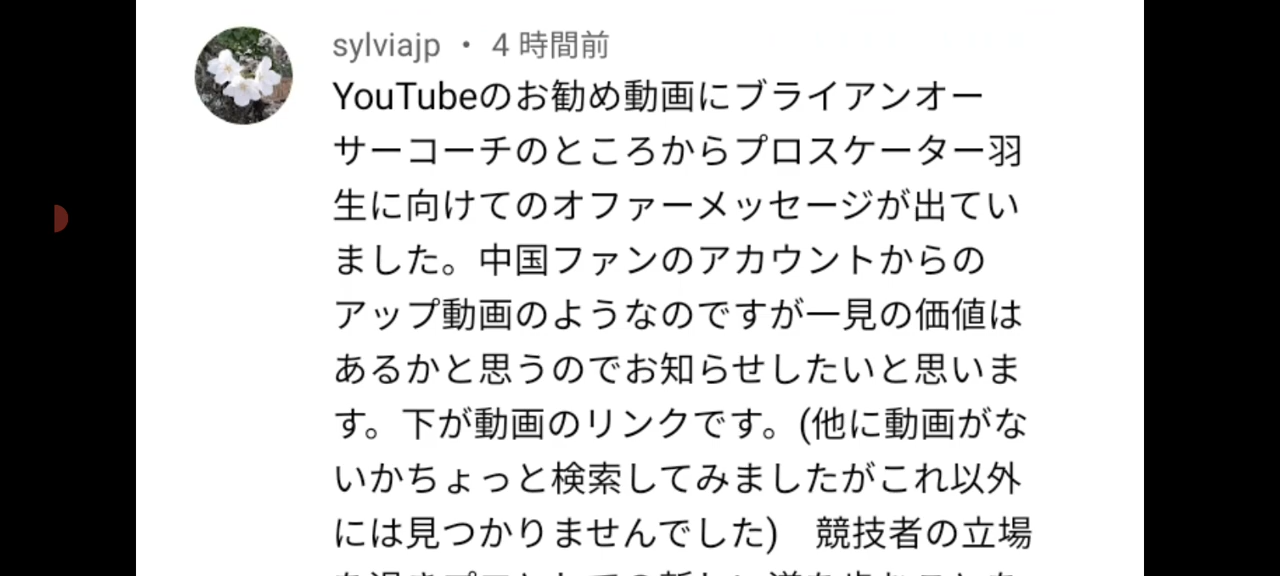 sylviajp ・ 4 時間前
YouTubeのお勧め動画にブライアンオー
サーコーチのところからプロスケーター羽
生に向けてのオファーメッセージが出てい
ました。中国ファンのアカウントからの
アップ動画のようなのですが一見の価値は
あるかと思うのでお知らせしたいと思いま
す。下が動画のリンクです。(他に動画がな
いかちょっと検索してみましたがこれ以外
には見つかりませんでした)　競技者の立場